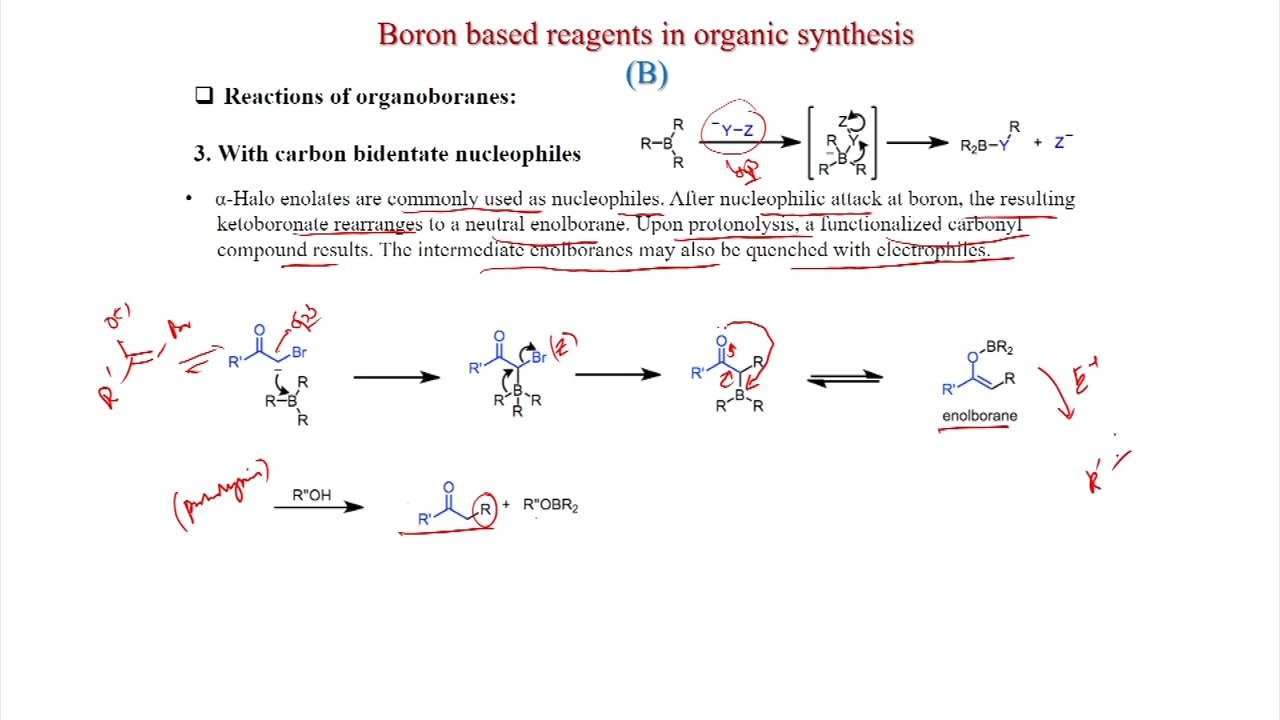 Boron based reagents in organic synthesis
(B)
❑ Reactions of organoboranes:
3. With carbon bidentate nucleophiles
R–B R R ⁻Y–Z Z Y R B⁻ R R R₂B–Y R + Z⁻
• α-Halo enolates are commonly used as nucleophiles. After nucleophilic attack at boron, the resulting
ketoboronate rearranges to a neutral enolborane. Upon protonolysis, a functionalized carbonyl
compound results. The intermediate enolboranes may also be quenched with electrophiles.
O(-) Br R'
O R' Br R–B R R
O R' Br (Z) R B R R
O R' R R B R
O BR₂ R' R E+
enolborane
R'
(protonolysis) R"OH O R' R + R"OBR₂